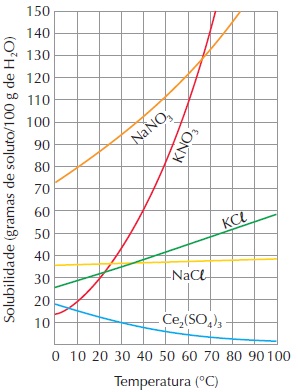 Solubilidade (gramas de soluto/100 g de H₂O)
150
140
130
120
110
100
90
80
70
60
50
40
30
20
10
NaNO₃
KNO₃
KCℓ
NaCℓ
Ce₂(SO₄)₃
0 10 20 30 40 50 60 70 80 90 100
Temperatura (°C)